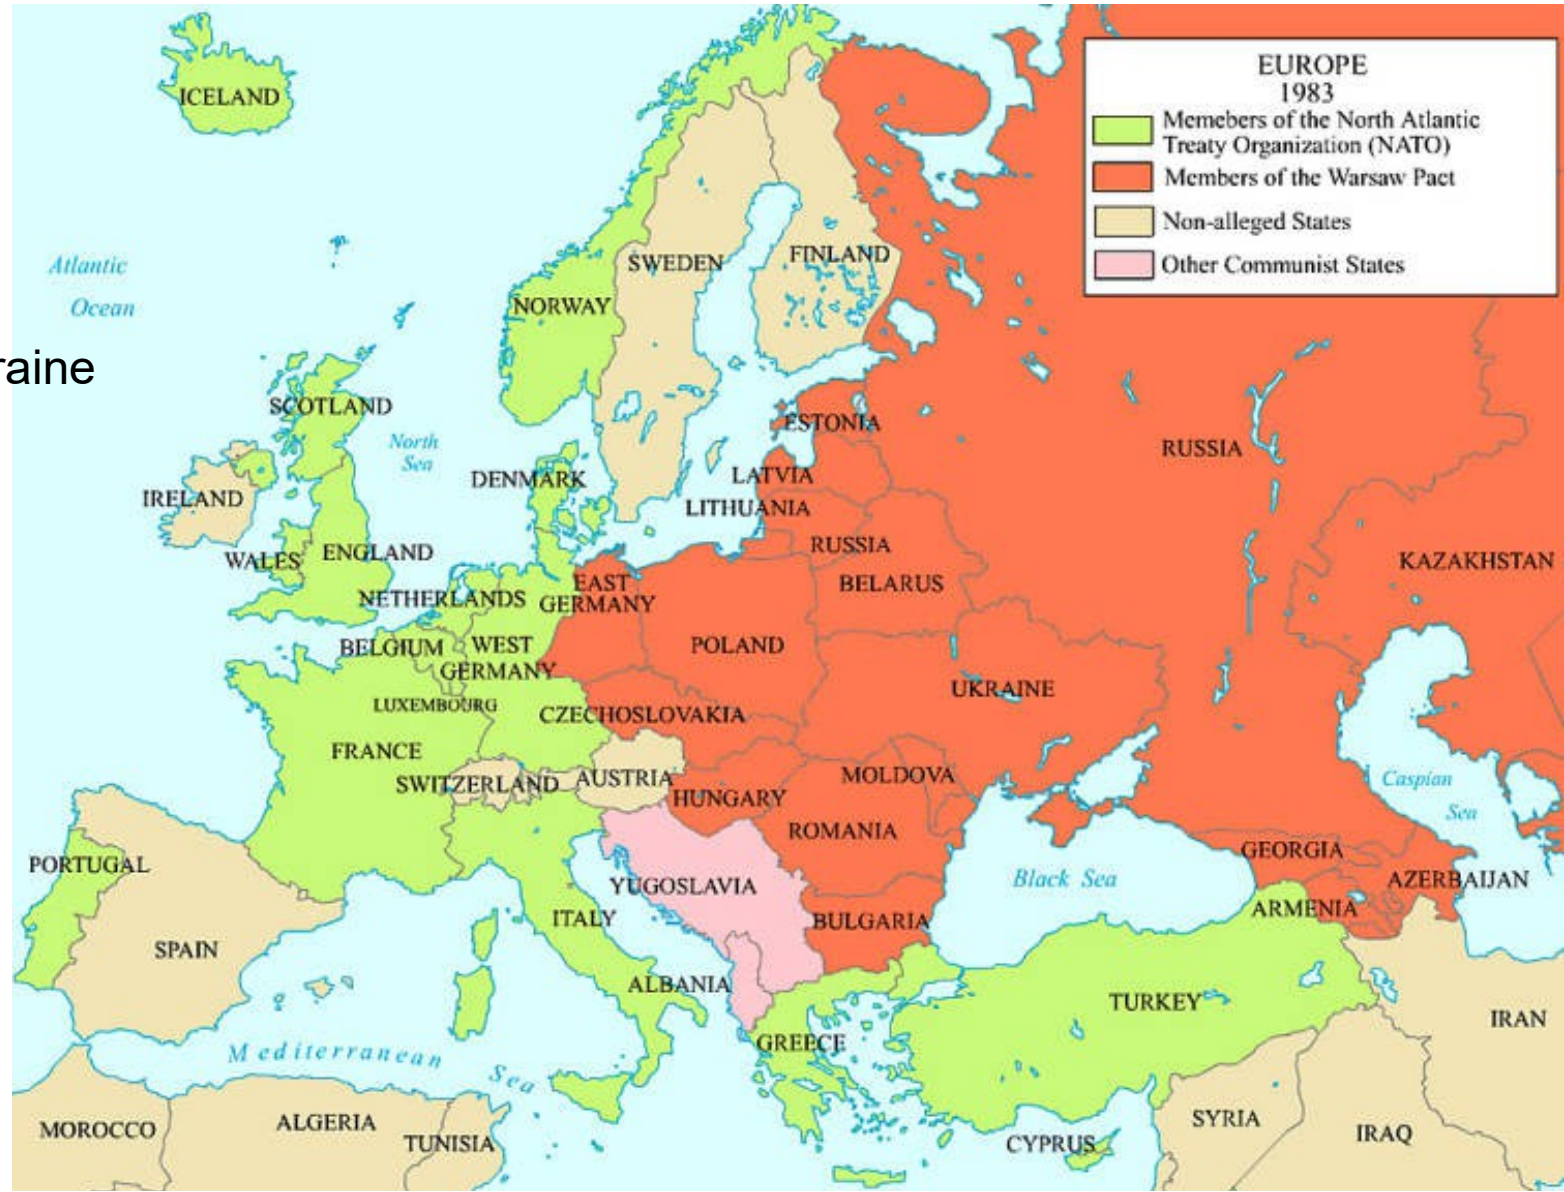 EUROPE
1983
Memebers of the North Atlantic
Treaty Organization (NATO)
Members of the Warsaw Pact
Non-alleged States
Other Communist States
ICELAND
Atlantic
Ocean
raine
SWEDEN
FINLAND
NORWAY
SCOTLAND
North
Sea
ESTONIA
RUSSIA
DENMARK
LATVIA
IRELAND
LITHUANIA
WALES
ENGLAND
RUSSIA
KAZAKHSTAN
NETHERLANDS
EAST
GERMANY
BELARUS
BELGIUM
WEST
GERMANY
POLAND
UKRAINE
LUXEMBOURG
CZECHOSLOVAKIA
FRANCE
SWITZERLAND
AUSTRIA
MOLDOVA
Caspian
Sea
HUNGARY
ROMANIA
PORTUGAL
GEORGIA
YUGOSLAVIA
Black Sea
AZERBAIJAN
ITALY
BULGARIA
ARMENIA
SPAIN
ALBANIA
TURKEY
IRAN
GREECE
Mediterranean
Sea
MOROCCO
ALGERIA
TUNISIA
CYPRUS
SYRIA
IRAQ